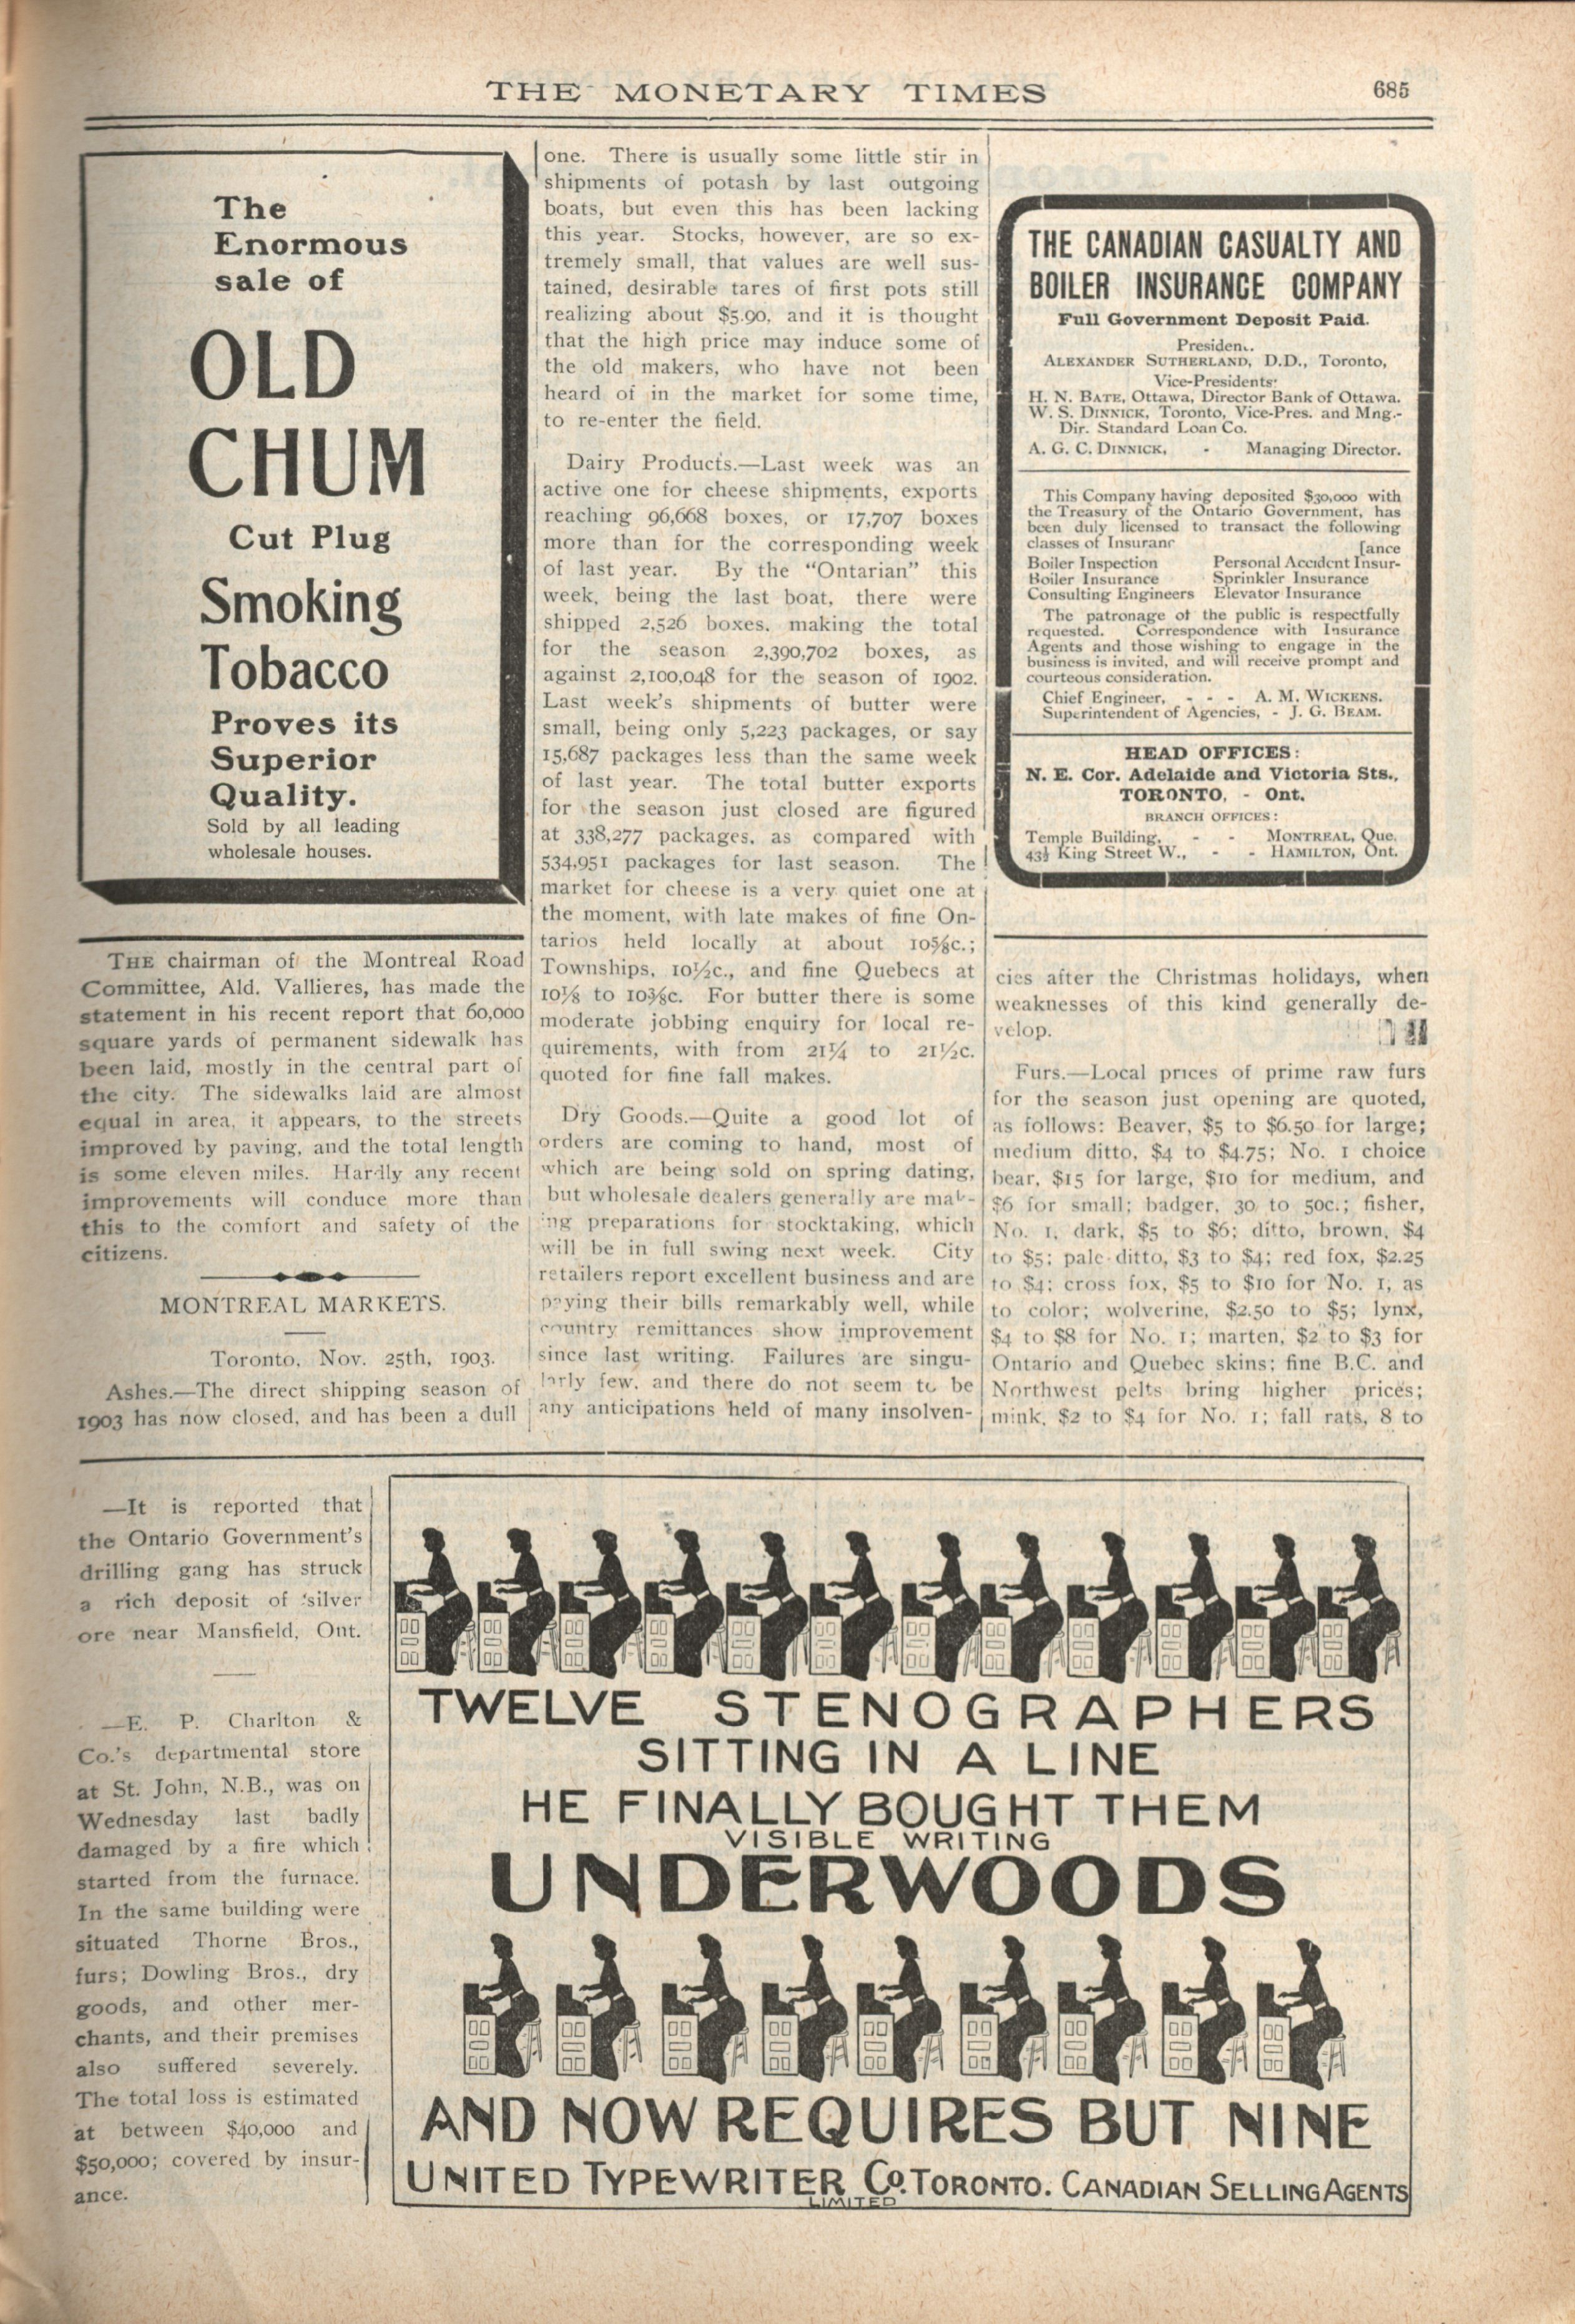 THE MONETARY TIMES
685
The
Enormous
sale of
OLD
CHUM
Cut Plug
Smoking
Tobacco
Proves its
Superior
Quality.
Sold by all leading
wholesale houses.
THE chairman of the Montreal Road
Committee, Ald. Vallieres, has made the
statement in his recent report that 60,000
square yards of permanent sidewalk has
been laid, mostly in the central part of
the city. The sidewalks laid are almost
equal in area, it appears, to the streets
improved by paving, and the total length
is some eleven miles. Hardly any recent
improvements will conduce more than
this to the comfort and safety of the
citizens.
MONTREAL MARKETS.
Toronto, Nov. 25th, 1903.
Ashes.—The direct shipping season of
1903 has now closed, and has been a dull
one. There is usually some little stir in
shipments of potash by last outgoing
boats, but even this has been lacking
this year. Stocks, however, are so ex-
tremely small, that values are well sus-
tained, desirable tares of first pots still
realizing about $5.90, and it is thought
that the high price may induce some of
the old makers, who have not been
heard of in the market for some time,
to re-enter the field.
Dairy Products.—Last week was an
active one for cheese shipments, exports
reaching 96,668 boxes, or 17,707 boxes
more than for the corresponding week
of last year. By the "Ontarian" this
week, being the last boat, there were
shipped 2,526 boxes, making the total
for the season 2,390,702 boxes, as
against 2,100,048 for the season of 1902.
Last week's shipments of butter were
small, being only 5,223 packages, or say
15,687 packages less than the same week
of last year. The total butter exports
for the season just closed are figured
at 338,277 packages, as compared with
534,951 packages for last season. The
market for cheese is a very quiet one at
the moment, with late makes of fine On-
tarios held locally at about 10⅝c.;
Townships, 10½c., and fine Quebecs at
10⅛ to 10⅜c. For butter there is some
moderate jobbing enquiry for local re-
quirements, with from 21¼ to 21½c.
quoted for fine fall makes.
Dry Goods.—Quite a good lot of
orders are coming to hand, most of
which are being sold on spring dating,
but wholesale dealers generally are mak-
ing preparations for stocktaking, which
will be in full swing next week. City
retailers report excellent business and are
paying their bills remarkably well, while
country remittances show improvement
since last writing. Failures are singu-
larly few, and there do not seem to be
any anticipations held of many insolven-
THE CANADIAN CASUALTY AND
BOILER INSURANCE COMPANY
Full Government Deposit Paid.
President.
ALEXANDER SUTHERLAND, D.D., Toronto,
Vice-Presidents:
H. N. BATE, Ottawa, Director Bank of Ottawa.
W. S. DINNICK, Toronto, Vice-Pres. and Mng.-
Dir. Standard Loan Co.
A. G. C. DINNICK, - Managing Director.
This Company having deposited $30,000 with
the Treasury of the Ontario Government, has
been duly licensed to transact the following
classes of Insuranc [ance
Boiler Inspection Personal Accident Insur-
Boiler Insurance Sprinkler Insurance
Consulting Engineers Elevator Insurance
The patronage of the public is respectfully
requested. Correspondence with Insurance
Agents and those wishing to engage in the
business is invited, and will receive prompt and
courteous consideration.
Chief Engineer, - - - A. M. WICKENS.
Superintendent of Agencies, - J. G. BEAM.
HEAD OFFICES:
N. E. Cor. Adelaide and Victoria Sts.,
TORONTO, - Ont.
BRANCH OFFICES:
Temple Building, - - MONTREAL, Que.
43½ King Street W., - - HAMILTON, Ont.
cies after the Christmas holidays, when
weaknesses of this kind generally de-
velop.
Furs.—Local prices of prime raw furs
for the season just opening are quoted,
as follows: Beaver, $5 to $6.50 for large;
medium ditto, $4 to $4.75; No. 1 choice
bear, $15 for large, $10 for medium, and
$6 for small; badger, 30 to 50c.; fisher,
No. 1, dark, $5 to $6; ditto, brown, $4
to $5; pale ditto, $3 to $4; red fox, $2.25
to $4; cross fox, $5 to $10 for No. 1, as
to color; wolverine, $2.50 to $5; lynx,
$4 to $8 for No. 1; marten, $2 to $3 for
Ontario and Quebec skins; fine B.C. and
Northwest pelts bring higher prices;
mink, $2 to $4 for No. 1; fall rats, 8 to
—It is reported that
the Ontario Government's
drilling gang has struck
a rich deposit of silver
ore near Mansfield, Ont.
—E. P. Charlton &
Co.'s departmental store
at St. John, N.B., was on
Wednesday last badly
damaged by a fire which
started from the furnace.
In the same building were
situated Thorne Bros.,
furs; Dowling Bros., dry
goods, and other mer-
chants, and their premises
also suffered severely.
The total loss is estimated
at between $40,000 and
$50,000; covered by insur-
ance.
TWELVE STENOGRAPHERS
SITTING IN A LINE
HE FINALLY BOUGHT THEM
VISIBLE WRITING
UNDERWOODS
AND NOW REQUIRES BUT NINE
UNITED TYPEWRITER CO. TORONTO. CANADIAN SELLING AGENTS
LIMITED